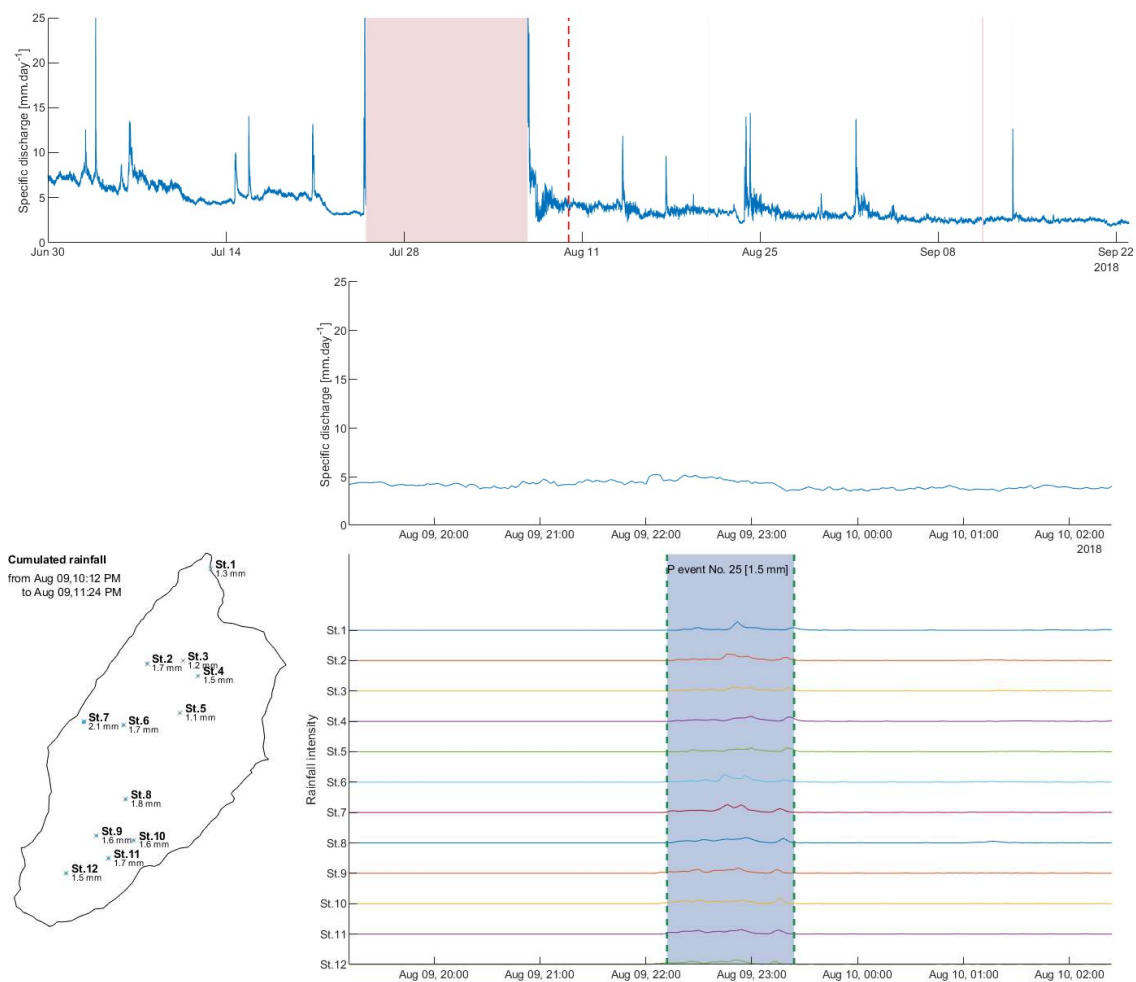 25
20
15
10
5
0
Specific discharge [mm.day⁻¹]
Jun 30
Jul 14
Jul 28
Aug 11
Aug 25
Sep 08
Sep 22
2018
25
20
15
10
5
0
Specific discharge [mm.day⁻¹]
Aug 09, 20:00
Aug 09, 21:00
Aug 09, 22:00
Aug 09, 23:00
Aug 10, 00:00
Aug 10, 01:00
Aug 10, 02:00
2018
Cumulated rainfall
from Aug 09,10:12 PM
to Aug 09,11:24 PM
St.1
1.3 mm
St.2
1.7 mm
St.3
1.2 mm
St.4
1.5 mm
St.5
1.1 mm
St.6
1.7 mm
St.7
2.1 mm
St.8
1.8 mm
St.9
1.6 mm
St.10
1.6 mm
St.11
1.7 mm
St.12
1.5 mm
P event No. 25 [1.5 mm]
Rainfall intensity
St.1
St.2
St.3
St.4
St.5
St.6
St.7
St.8
St.9
St.10
St.11
St.12
Aug 09, 20:00
Aug 09, 21:00
Aug 09, 22:00
Aug 09, 23:00
Aug 10, 00:00
Aug 10, 01:00
Aug 10, 02:00